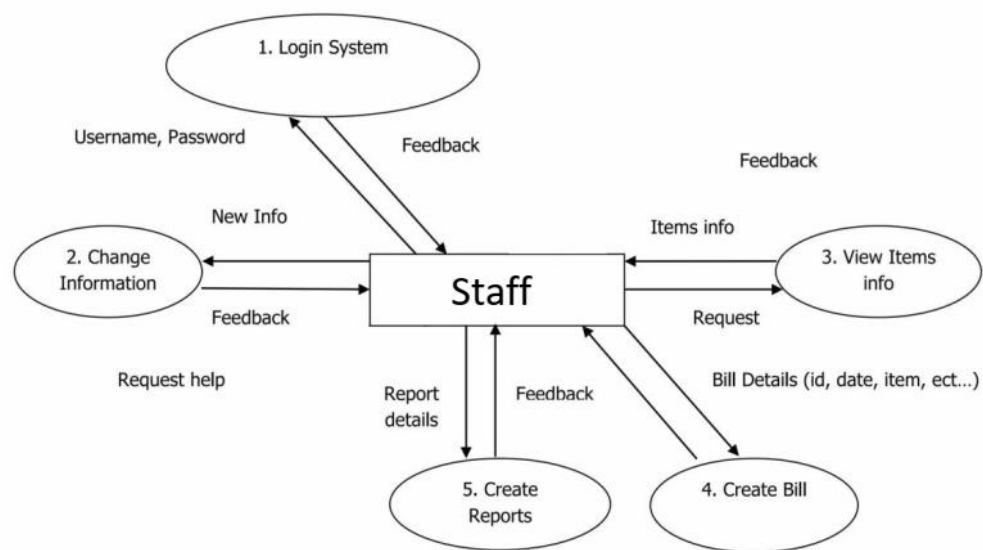 1. Login System
Username, Password
Feedback
Feedback
New Info
Items info
2. Change
Information
3. View Items
info
Staff
Feedback
Request
Request help
Bill Details (id, date, item, ect...)
Report
details
Feedback
5. Create
Reports
4. Create Bill